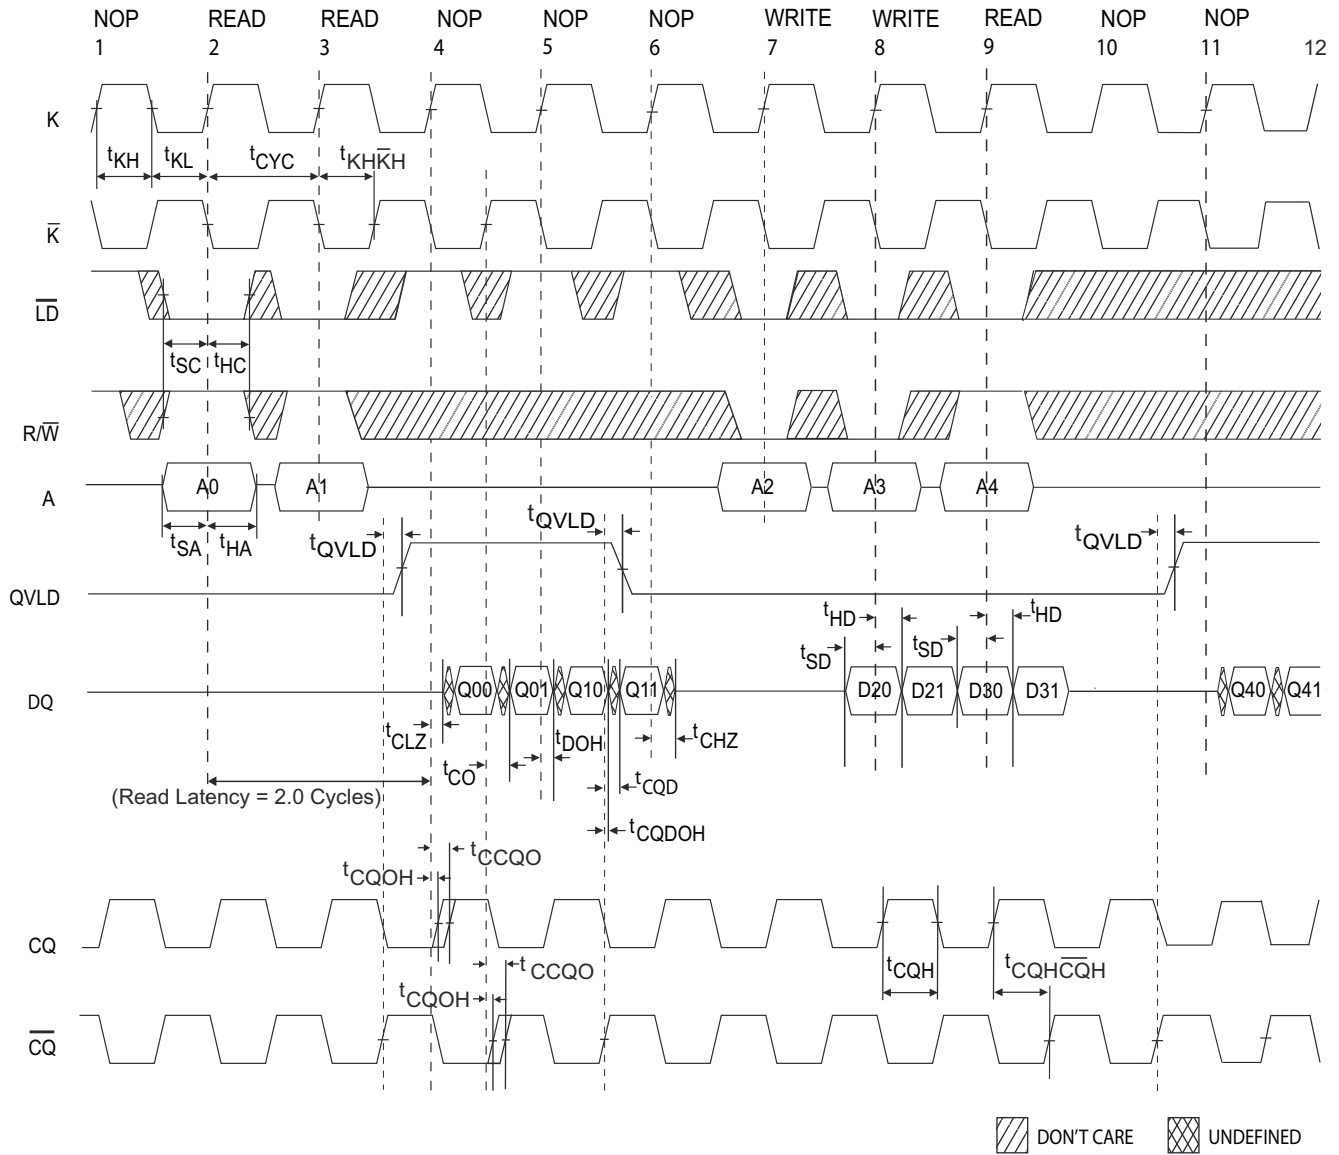 NOP READ READ NOP NOP NOP WRITE WRITE READ NOP NOP
1 2 3 4 5 6 7 8 9 10 11 12
K
tKH tKL tCYC tKHK̅H
K̅
L̅D̅
tSC tHC
R/W̅
A A0 A1 A2 A3 A4
tSA tHA tQVLD tQVLD tQVLD
QVLD
tHD tHD
tSD tSD
DQ Q00 Q01 Q10 Q11 D20 D21 D30 D31 Q40 Q41
tCLZ tDOH tCHZ
tCO tCQD
(Read Latency = 2.0 Cycles)
tCQDOH
tCCQO
tCQOH
CQ
tCQH tCQHC̅Q̅H
tCCQO
tCQOH
C̅Q̅
DON'T CARE UNDEFINED